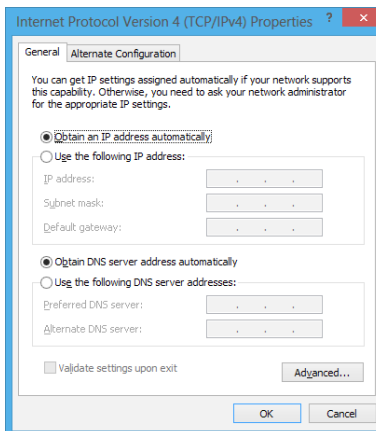 Internet Protocol Version 4 (TCP/IPv4) Properties ? ×
General Alternate Configuration
You can get IP settings assigned automatically if your network supports
this capability. Otherwise, you need to ask your network administrator
for the appropriate IP settings.
Obtain an IP address automatically
Use the following IP address:
IP address: . . .
Subnet mask: . . .
Default gateway: . . .
Obtain DNS server address automatically
Use the following DNS server addresses:
Preferred DNS server: . . .
Alternate DNS server: . . .
Validate settings upon exit
Advanced...
OK Cancel